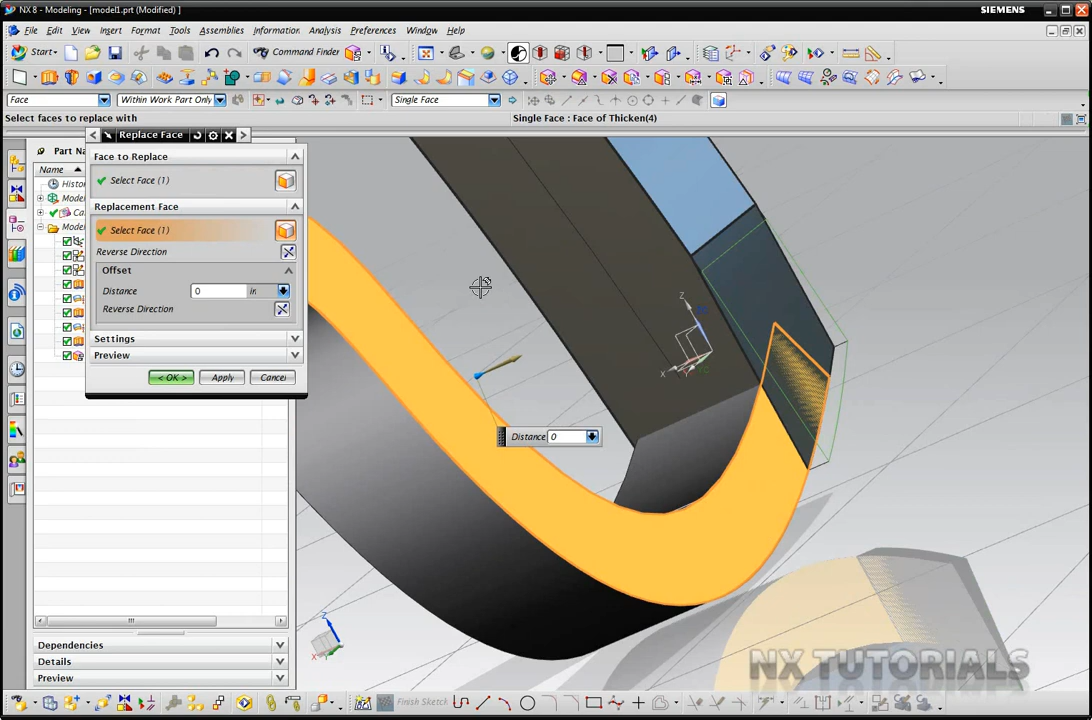 NX 8 - Modeling - [model1.prt (Modified) ]
SIEMENS
File Edit View Insert Format Tools Assemblies Information Analysis Preferences Window Help
Start Command Finder
Face Within Work Part Only Single Face
Select faces to replace with
Single Face : Face of Thicken(4)
Part Na
Replace Face
Name
Face to Replace
Histor
Select Face (1)
Model
Ca
Replacement Face
Model
Select Face (1)
Reverse Direction
Offset
Distance 0 in
Reverse Direction
Settings
Preview
< OK > Apply Cancel
Z
X
Y
Distance 0
Z
X
Y
Dependencies
Details
Preview
NX TUTORIALS
Finish Sketch